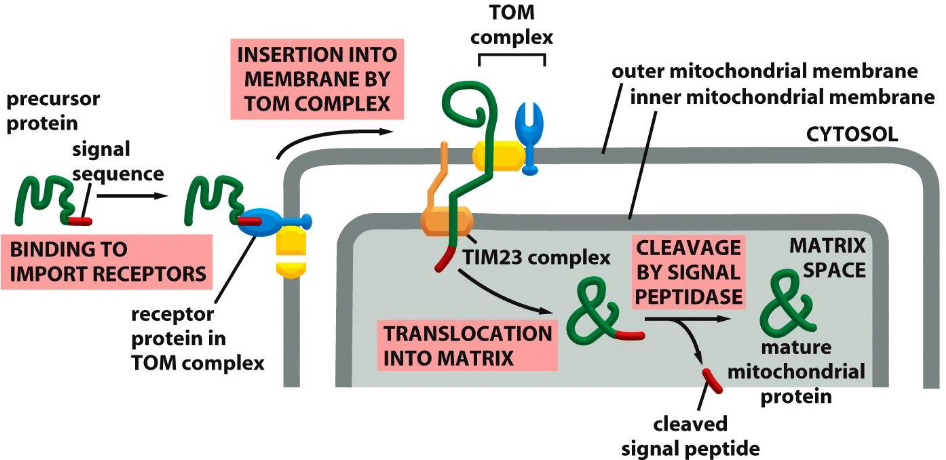 TOM
complex
INSERTION INTO
MEMBRANE BY
TOM COMPLEX
outer mitochondrial membrane
inner mitochondrial membrane
CYTOSOL
precursor
protein
signal
sequence
BINDING TO
IMPORT RECEPTORS
receptor
protein in
TOM complex
TIM23 complex
TRANSLOCATION
INTO MATRIX
CLEAVAGE
BY SIGNAL
PEPTIDASE
MATRIX
SPACE
mature
mitochondrial
protein
cleaved
signal peptide